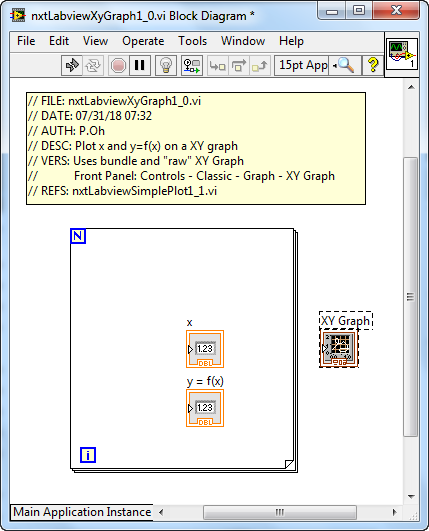 nxtLabviewXyGraph1_0.vi Block Diagram *
File Edit View Operate Tools Window Help
15pt App
1
// FILE: nxtLabviewXyGraph1_0.vi
// DATE: 07/31/18 07:32
// AUTH: P.Oh
// DESC: Plot x and y=f(x) on a XY graph
// VERS: Uses bundle and "raw" XY Graph
// Front Panel: Controls - Classic - Graph - XY Graph
// REFS: nxtLabviewSimplePlot1_1.vi
N
x
1.23
DBL
XY Graph
y = f(x)
1.23
DBL
i
Main Application Instance